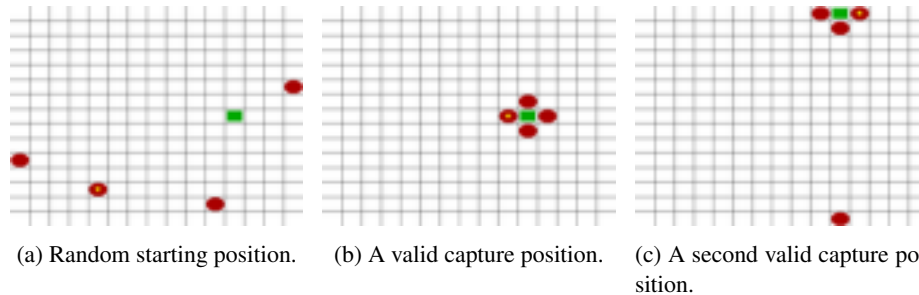 (a) Random starting position.
(b) A valid capture position.
(c) A second valid capture po
sition.